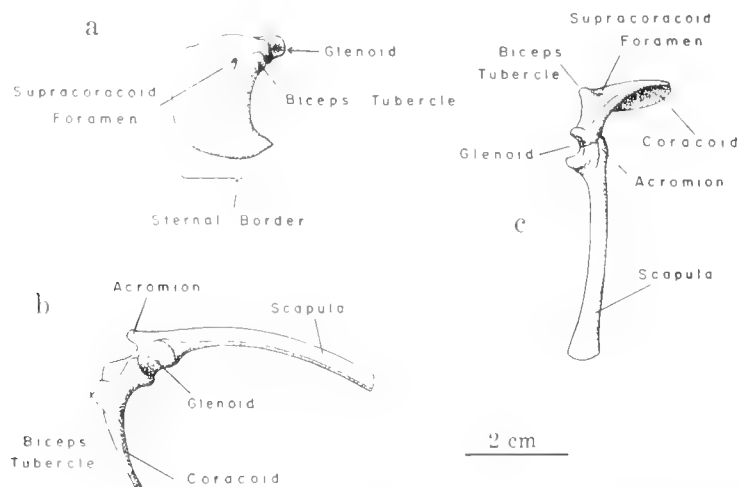 a
Glenoid
Supracoracoid
Foramen
Biceps Tubercle
Sternal Border
Supracoracoid
Foramen
Biceps
Tubercle
Glenoid
Coracoid
Acromion
c
Scapula
b
Acromion
Scapula
Glenoid
Biceps
Tubercle
Coracoid
2 cm